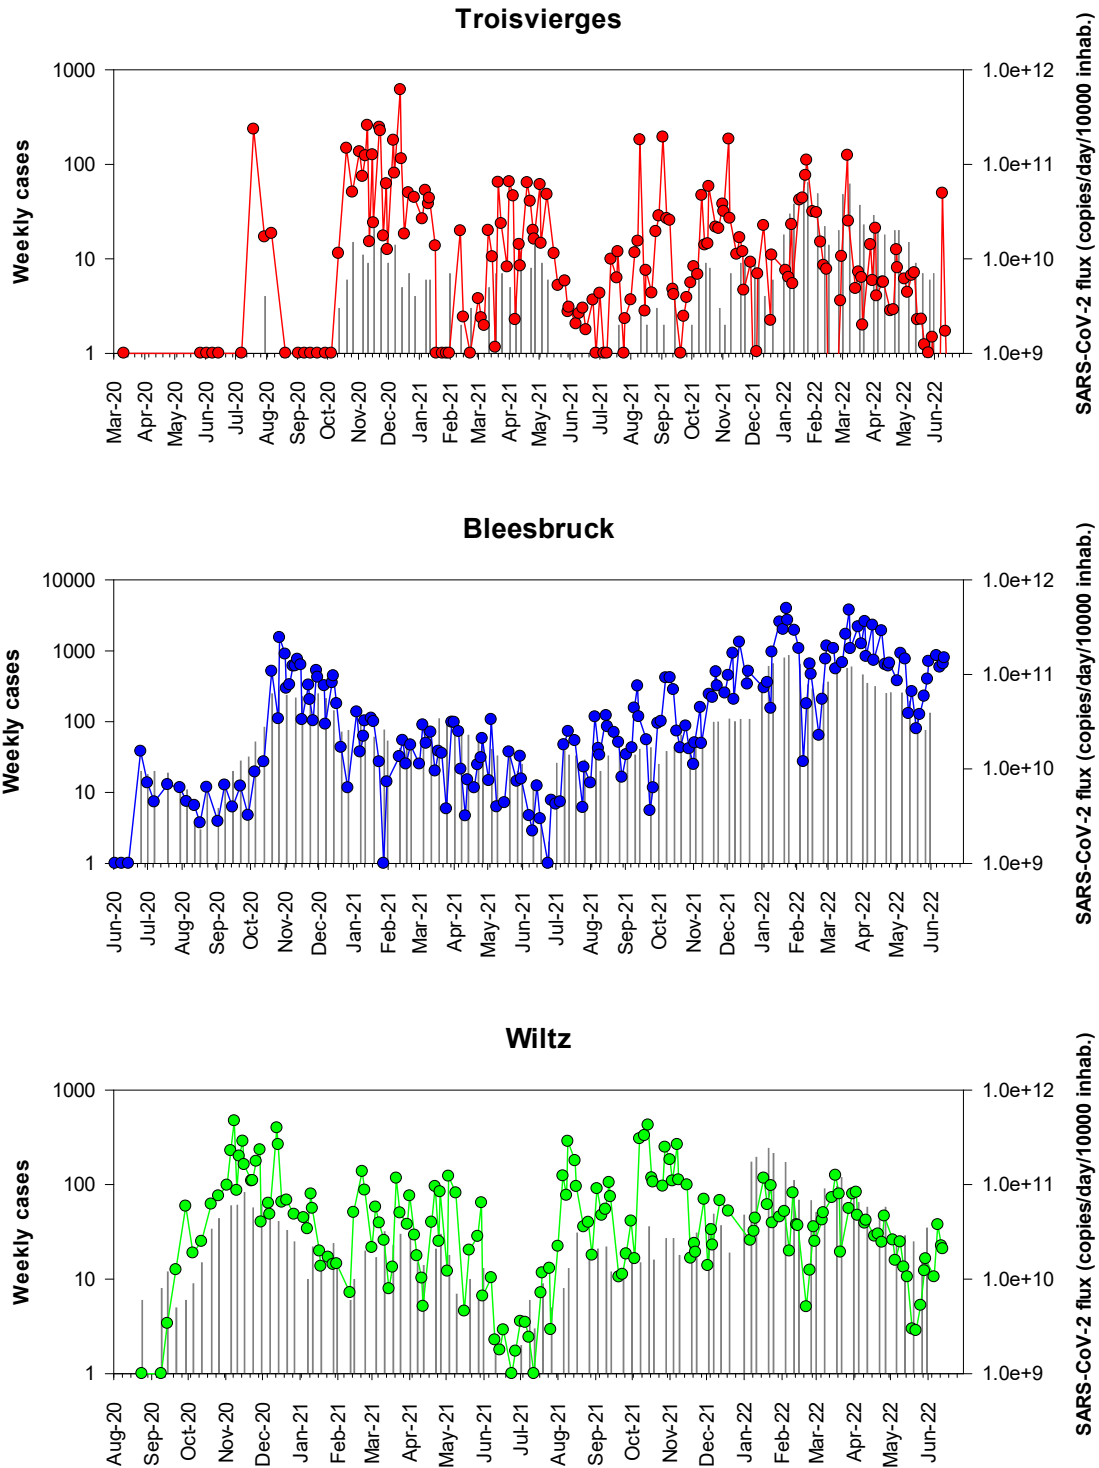 Troisvierges
Weekly cases
SARS-CoV-2 flux (copies/day/10000 inhab.)
1000
100
10
1
1.0e+12
1.0e+11
1.0e+10
1.0e+9
Mar-20
Apr-20
May-20
Jun-20
Jul-20
Aug-20
Sep-20
Oct-20
Nov-20
Dec-20
Jan-21
Feb-21
Mar-21
Apr-21
May-21
Jun-21
Jul-21
Aug-21
Sep-21
Oct-21
Nov-21
Dec-21
Jan-22
Feb-22
Mar-22
Apr-22
May-22
Jun-22
Bleesbruck
Weekly cases
SARS-CoV-2 flux (copies/day/10000 inhab.)
10000
1000
100
10
1
1.0e+12
1.0e+11
1.0e+10
1.0e+9
Jun-20
Jul-20
Aug-20
Sep-20
Oct-20
Nov-20
Dec-20
Jan-21
Feb-21
Mar-21
Apr-21
May-21
Jun-21
Jul-21
Aug-21
Sep-21
Oct-21
Nov-21
Dec-21
Jan-22
Feb-22
Mar-22
Apr-22
May-22
Jun-22
Wiltz
Weekly cases
SARS-CoV-2 flux (copies/day/10000 inhab.)
1000
100
10
1
1.0e+12
1.0e+11
1.0e+10
1.0e+9
Aug-20
Sep-20
Oct-20
Nov-20
Dec-20
Jan-21
Feb-21
Mar-21
Apr-21
May-21
Jun-21
Jul-21
Aug-21
Sep-21
Oct-21
Nov-21
Dec-21
Jan-22
Feb-22
Mar-22
Apr-22
May-22
Jun-22